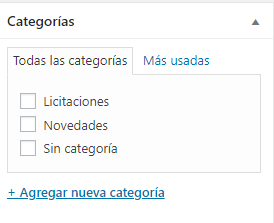 Categorías
Todas las categorías Más usadas
Licitaciones
Novedades
Sin categoría
+ Agregar nueva categoría